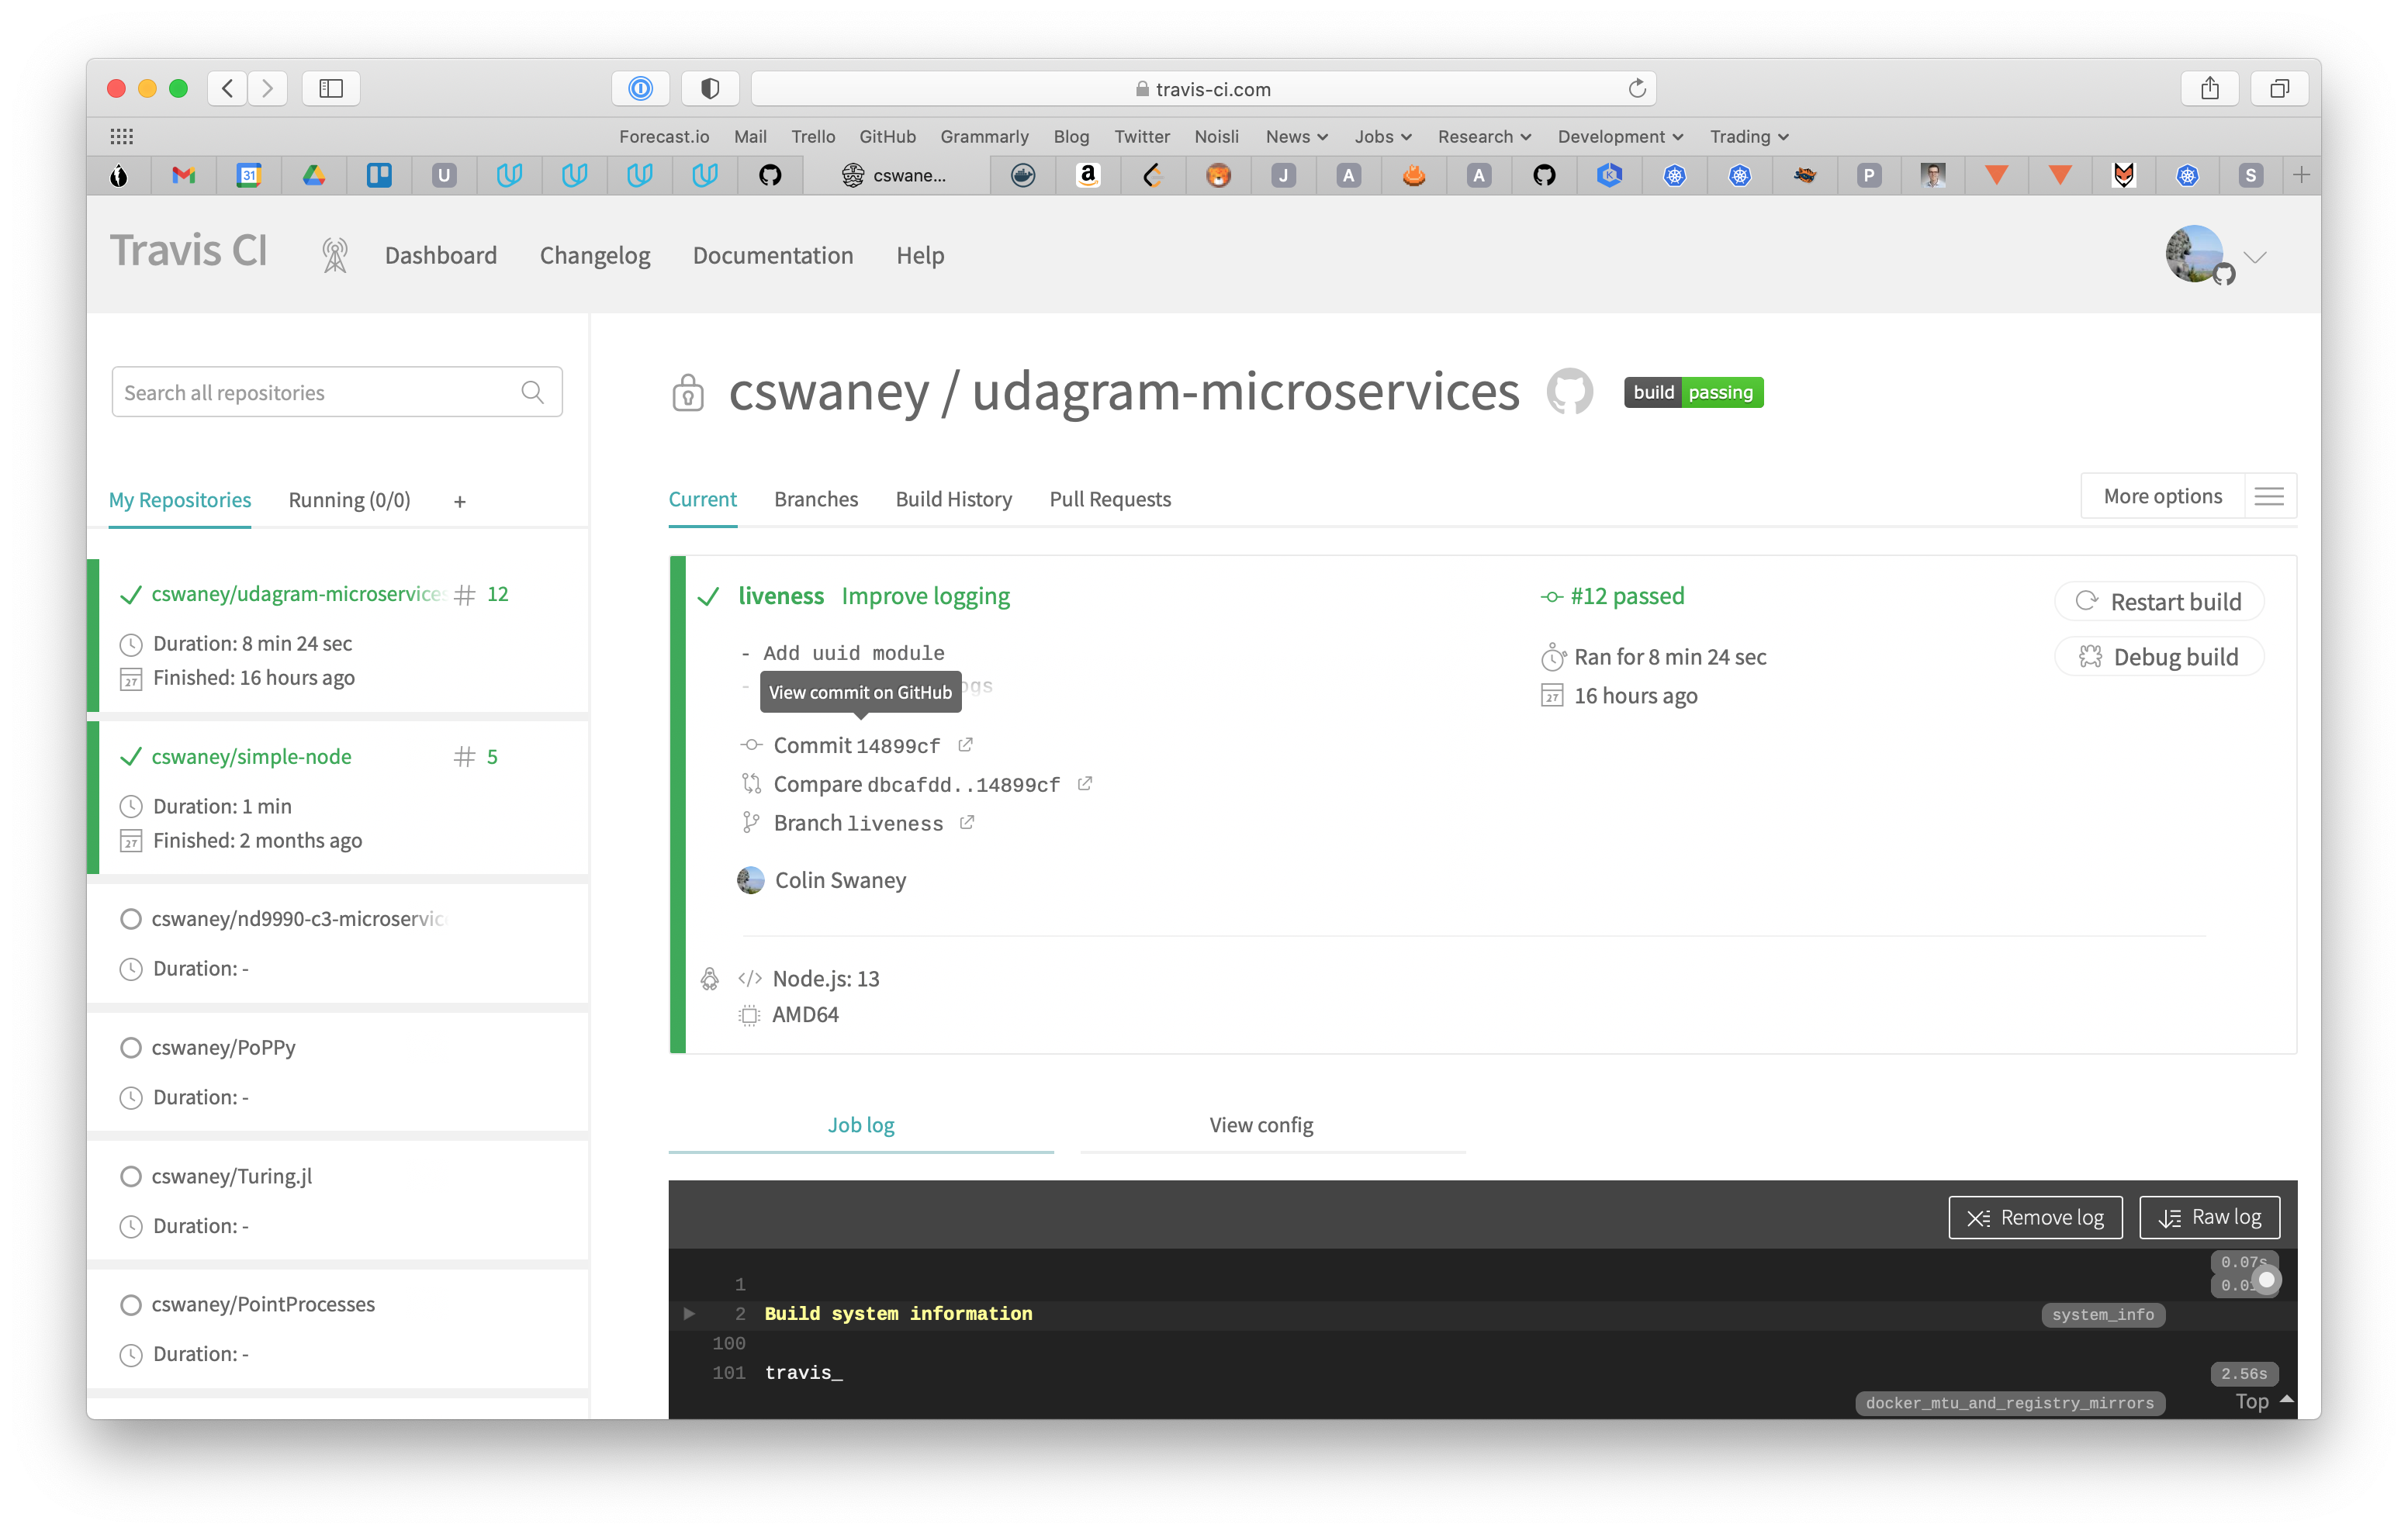 travis-ci.com
Forecast.io Mail Trello GitHub Grammarly Blog Twitter Noisli News Jobs Research Development Trading
31 U cswane... a J A A P S
Travis CI Dashboard Changelog Documentation Help
Search all repositories
cswaney / udagram-microservices build passing
My Repositories Running (0/0) +
Current Branches Build History Pull Requests More options
cswaney/udagram-microservices # 12
Duration: 8 min 24 sec
27 Finished: 16 hours ago
cswaney/simple-node # 5
Duration: 1 min
27 Finished: 2 months ago
cswaney/nd9990-c3-microservic
Duration: -
cswaney/PoPPy
Duration: -
cswaney/Turing.jl
Duration: -
cswaney/PointProcesses
Duration: -
liveness Improve logging
- Add uuid module
-
View commit on GitHub
Commit 14899cf
Compare dbcafdd..14899cf
Branch liveness
Colin Swaney
#12 passed
Ran for 8 min 24 sec
27 16 hours ago
Restart build
Debug build
Node.js: 13
AMD64
Job log View config
Remove log Raw log
0.07s
1
2 Build system information system_info
100
101 travis_ 2.56s
docker_mtu_and_registry_mirrors
Top